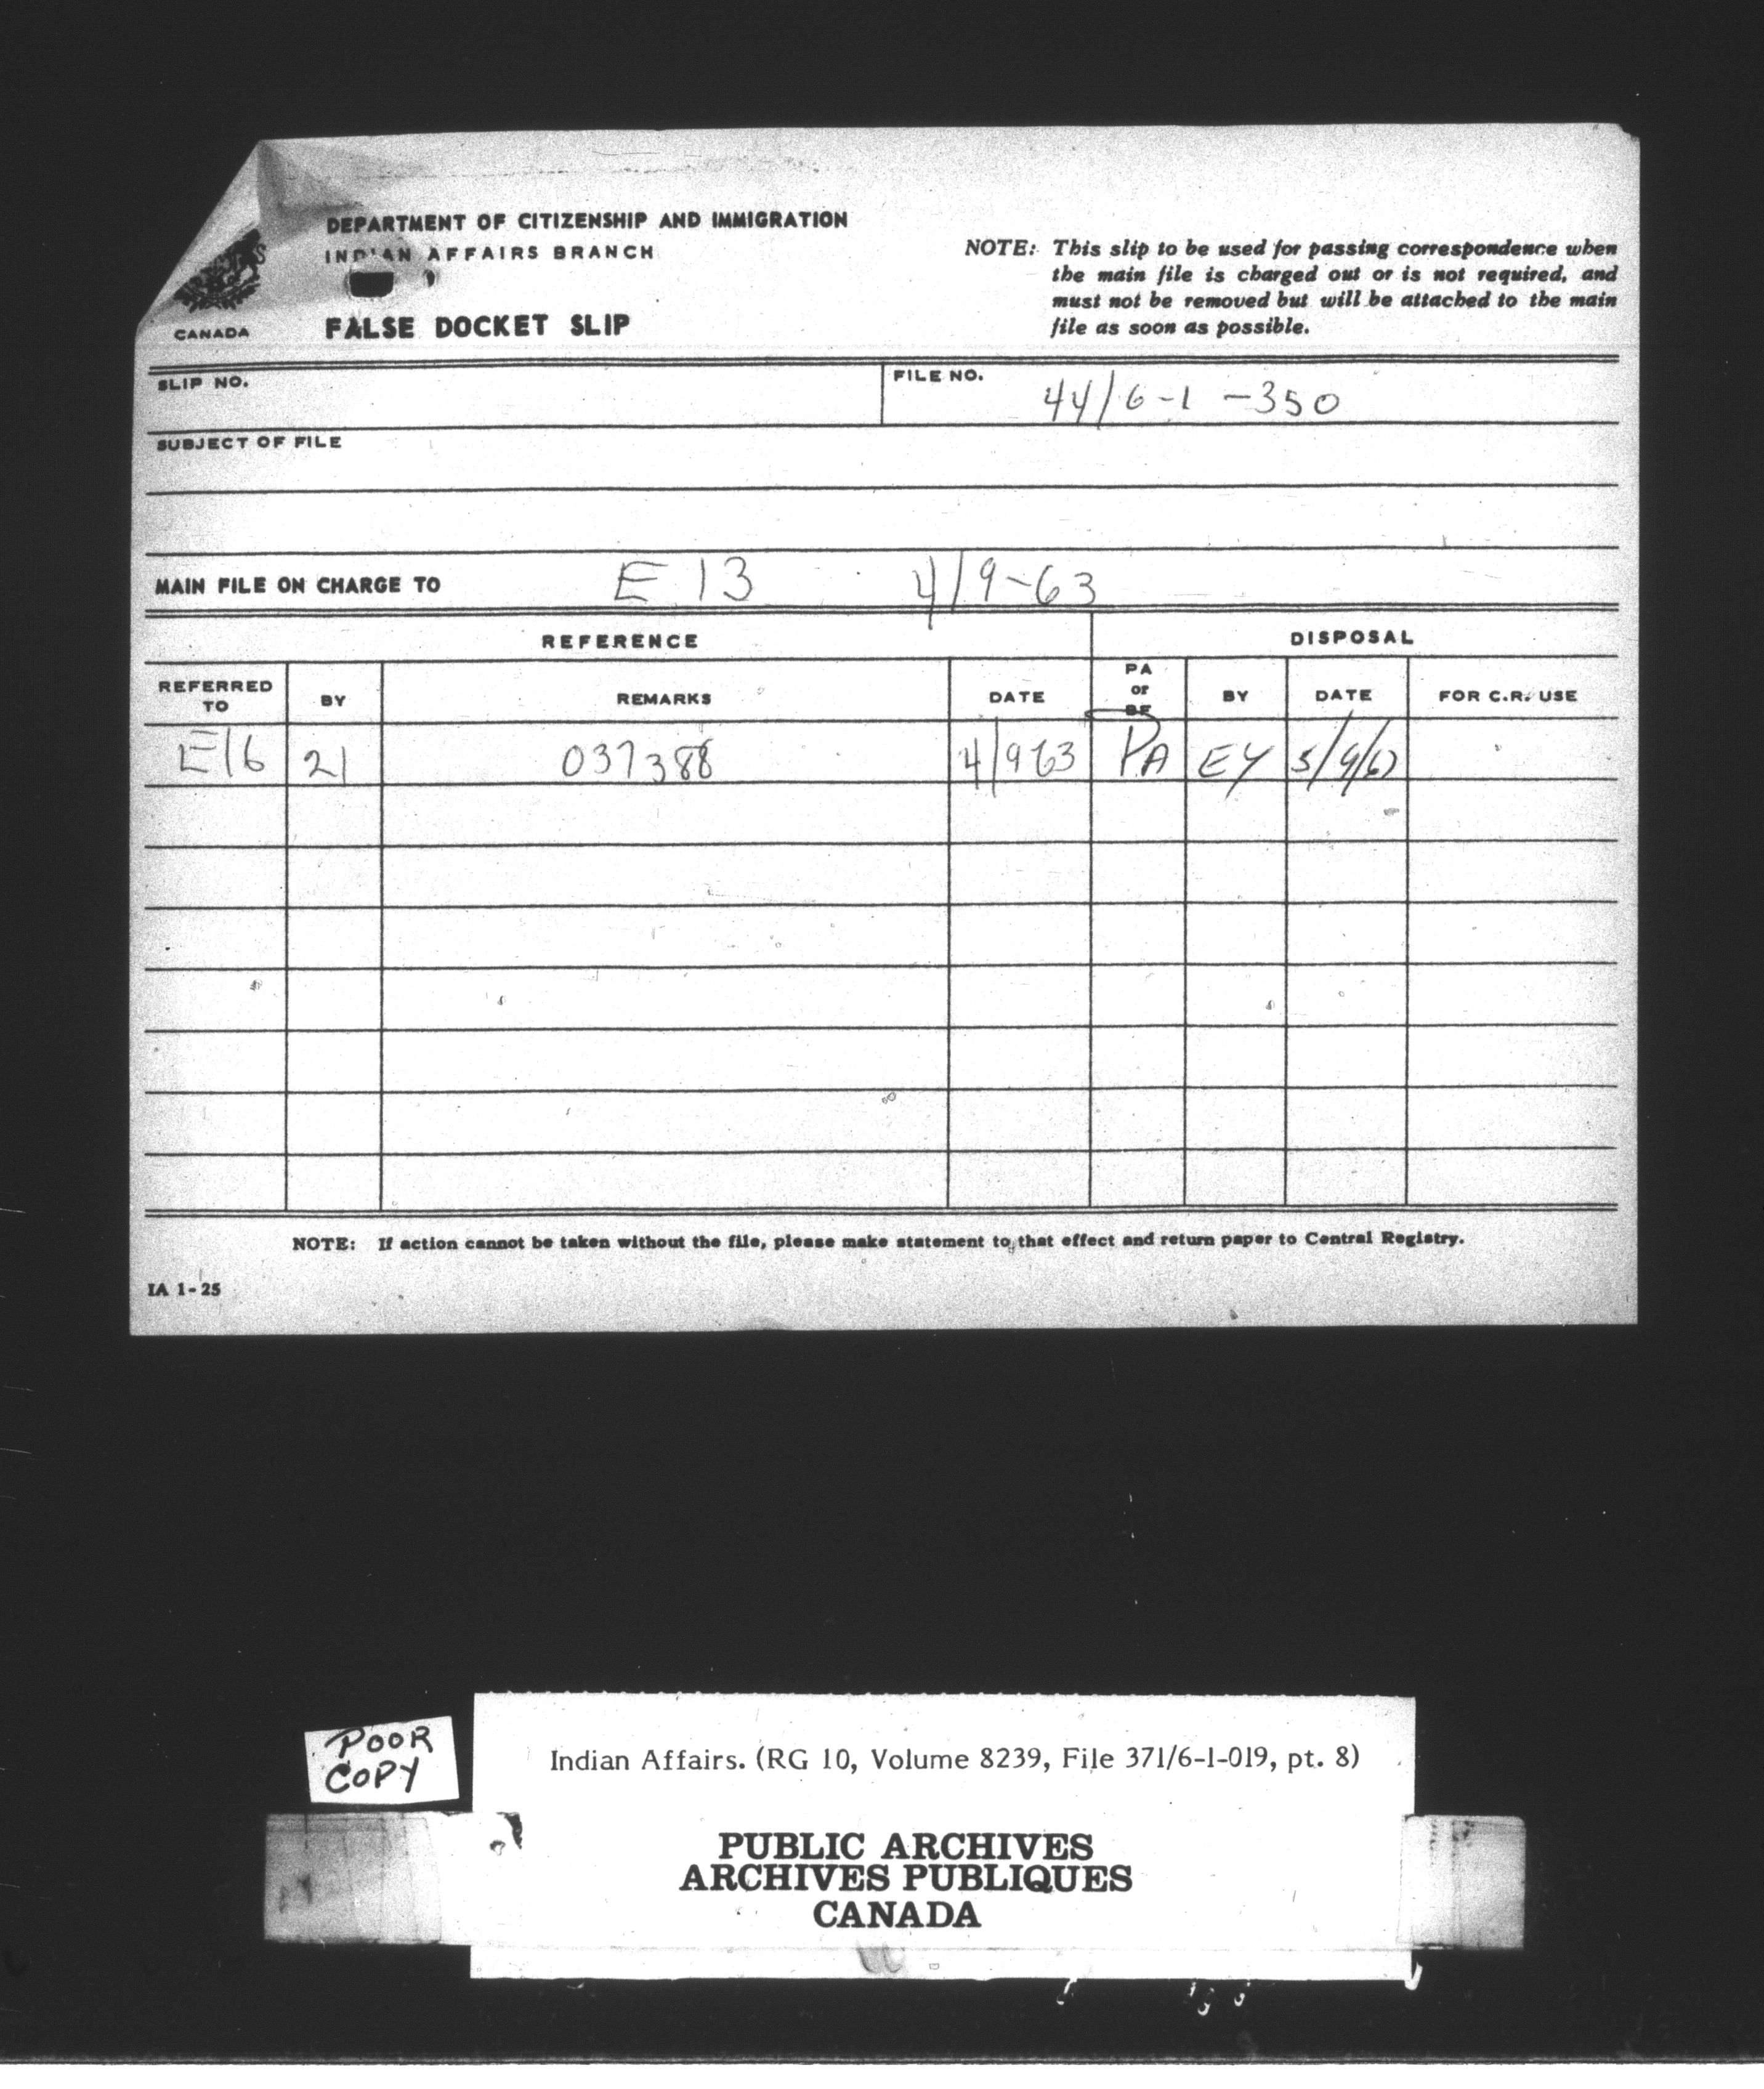 DEPARTMENT OF CITIZENSHIP AND IMMIGRATION
INDIAN AFFAIRS BRANCH
CANADA
FALSE DOCKET SLIP
NOTE: This slip to be used for passing correspondence when
the main file is charged out or is not required, and
must not be removed but will be attached to the main
file as soon as possible.
SLIP NO.
FILE NO. 44/6-1-350
SUBJECT OF FILE
MAIN FILE ON CHARGE TO E 13 4/9-63
REFERENCE DISPOSAL
REFERRED TO BY REMARKS DATE PA or BF BY DATE FOR C.R. USE
E16 21 037388 4/9 63 PA EY 5/9/63
NOTE: If action cannot be taken without the file, please make statement to that effect and return paper to Central Registry.
IA 1-25
POOR
COPY
Indian Affairs. (RG 10, Volume 8239, File 371/6-1-019, pt. 8)
PUBLIC ARCHIVES
ARCHIVES PUBLIQUES
CANADA